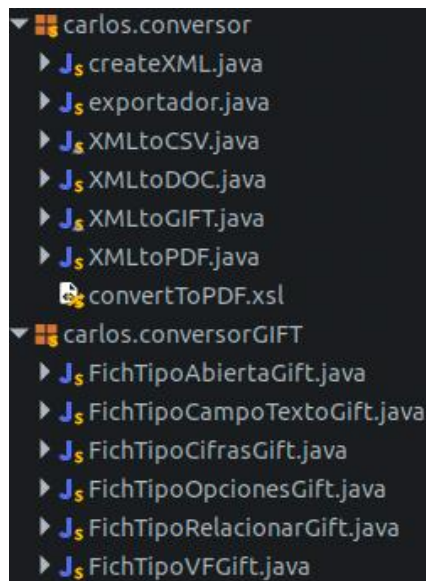 carlos.conversor
createXML.java
exportador.java
XMLtoCSV.java
XMLtoDOC.java
XMLtoGIFT.java
XMLtoPDF.java
convertToPDF.xsl
carlos.conversorGIFT
FichTipoAbiertaGift.java
FichTipoCampoTextoGift.java
FichTipoCifrasGift.java
FichTipoOpcionesGift.java
FichTipoRelacionarGift.java
FichTipoVFGift.java